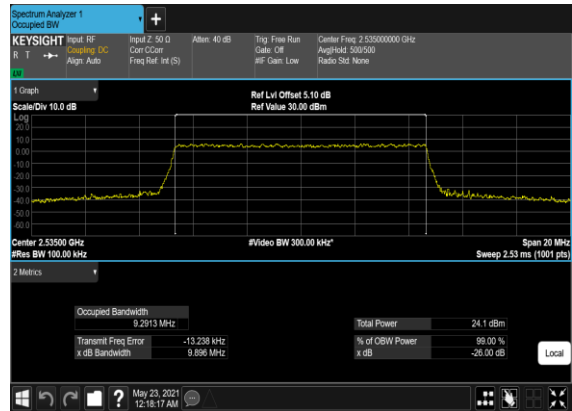 Spectrum Analyzer 1
Occupied BW
+
KEYSIGHT Input: RF Input Z: 50 Ω Atten: 40 dB Trig: Free Run Center Freq: 2.535000000 GHz
R T Coupling: DC Corr CCorr Gate: Off Avg|Hold: 500/500
Align: Auto Freq Ref: Int (S) #IF Gain: Low Radio Std: None
1 Graph
Scale/Div 10.0 dB Ref Lvl Offset 5.10 dB
Ref Value 30.00 dBm
Log
20.0
10.0
0.00
-10.0
-20.0
-30.0
-40.0
-50.0
-60.0
Center 2.53500 GHz #Video BW 300.00 kHz* Span 20 MHz
#Res BW 100.00 kHz Sweep 2.53 ms (1001 pts)
2 Metrics
Occupied Bandwidth
9.2913 MHz Total Power 24.1 dBm
Transmit Freq Error -13.238 kHz % of OBW Power 99.00 %
x dB Bandwidth 9.896 MHz x dB -26.00 dB
Local
? May 23, 2021
12:18:17 AM